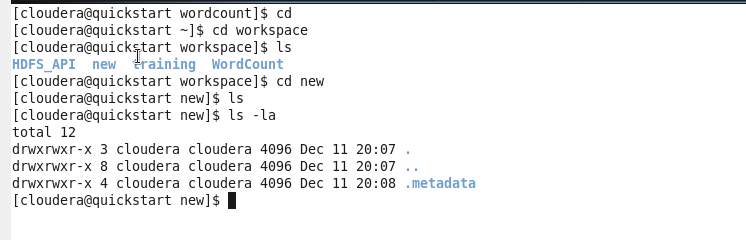 [cloudera@quickstart wordcount]$ cd
[cloudera@quickstart ~]$ cd workspace
[cloudera@quickstart workspace]$ ls
HDFS_API  new  training  WordCount
[cloudera@quickstart workspace]$ cd new
[cloudera@quickstart new]$ ls
[cloudera@quickstart new]$ ls -la
total 12
drwxrwxr-x 3 cloudera cloudera 4096 Dec 11 20:07 .
drwxrwxr-x 8 cloudera cloudera 4096 Dec 11 20:07 ..
drwxrwxr-x 4 cloudera cloudera 4096 Dec 11 20:08 .metadata
[cloudera@quickstart new]$